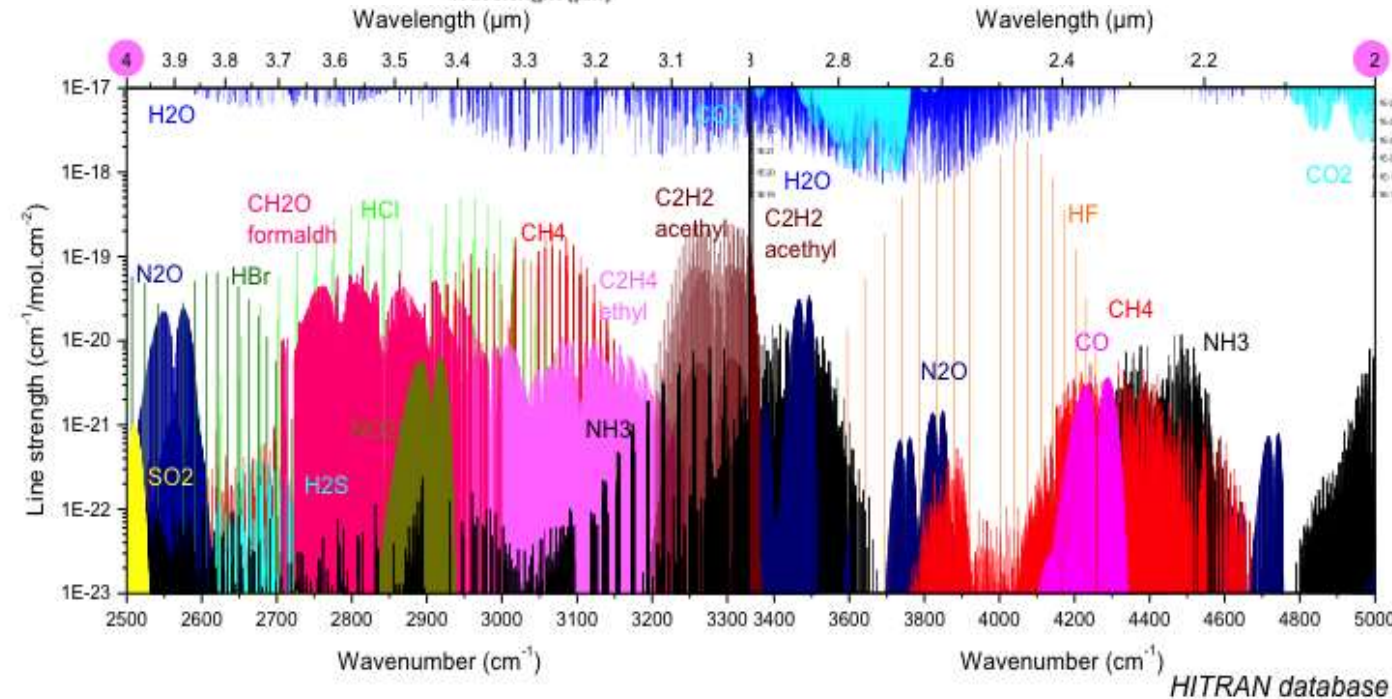 Wavelength (µm) Wavelength (µm)
4 3.9 3.8 3.7 3.6 3.5 3.4 3.3 3.2 3.1 3 2.8 2.6 2.4 2.2 2
1E-17
H2O CO2
1E-18
H2O CO2
CH2O
formaldh
HCl
C2H2
acethyl
C2H2
acethyl
HF
CH4
1E-19
N2O HBr
C2H4
ethyl
CH4
1E-20
CO NH3
N2O
1E-21
NH3
SO2 H2S
1E-22
1E-23
Line strength (cm-1/mol.cm-2)
2500 2600 2700 2800 2900 3000 3100 3200 3300 3400 3600 3800 4000 4200 4400 4600 4800 5000
Wavenumber (cm-1) Wavenumber (cm-1)
HITRAN database